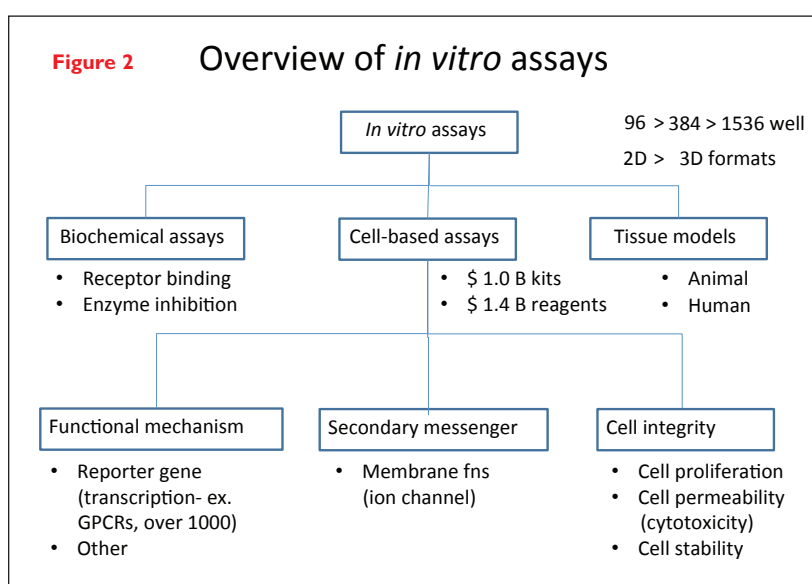 Figure 2
Overview of in vitro assays
In vitro assays
96 > 384 > 1536 well
2D > 3D formats
Biochemical assays
• Receptor binding
• Enzyme inhibition
Cell-based assays
• $ 1.0 B kits
• $ 1.4 B reagents
Tissue models
• Animal
• Human
Functional mechanism
• Reporter gene
(transcription- ex.
GPCRs, over 1000)
• Other
Secondary messenger
• Membrane fns
(ion channel)
Cell integrity
• Cell proliferation
• Cell permeability
(cytotoxicity)
• Cell stability